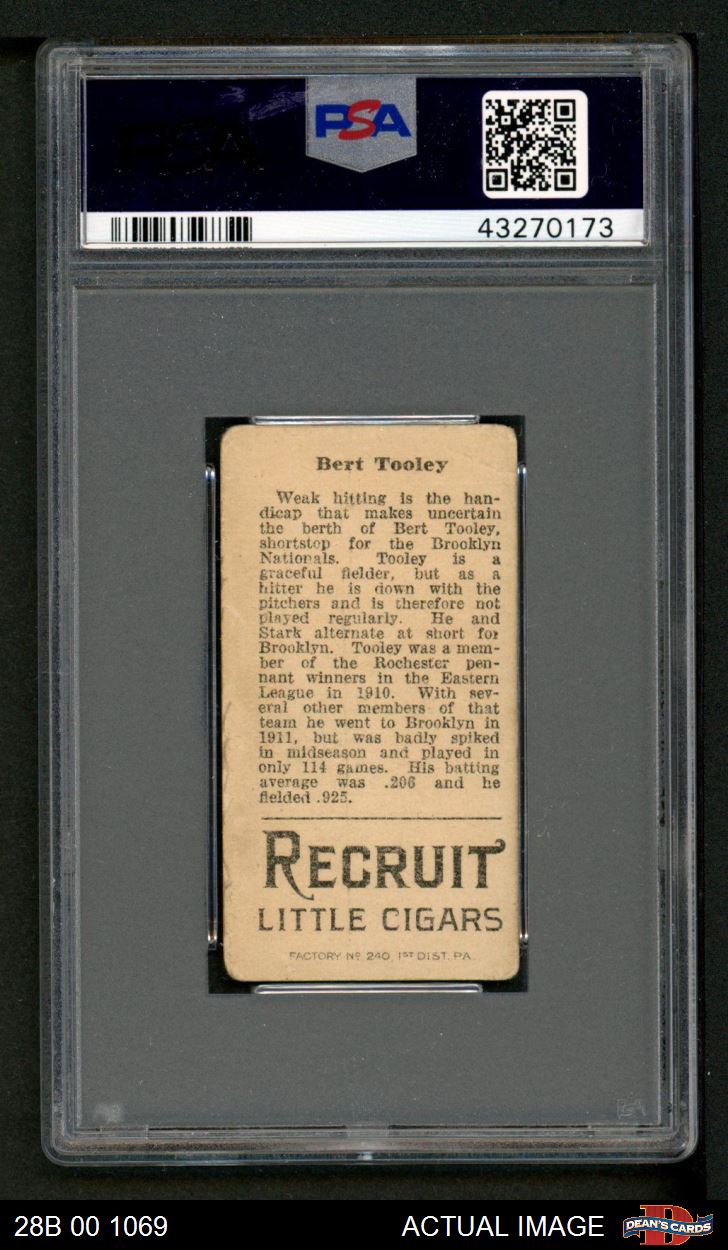 PSA
43270173
Bert Tooley
Weak hitting is the han-
dicap that makes uncertain
the berth of Bert Tooley,
shortstop for the Brooklyn
Nationals. Tooley is a
graceful fielder, but as a
hitter he is down with the
pitchers and is therefore not
played regularly. He and
Stark alternate at short for
Brooklyn. Tooley was a mem-
ber of the Rochester pen-
nant winners in the Eastern
League in 1910. With sev-
eral other members of that
team he went to Brooklyn in
1911, but was badly spiked
in midseason and played in
only 114 games. His batting
average was .206 and he
fielded .925.
RECRUIT
LITTLE CIGARS
FACTORY Nº 240, 1ST DIST. PA.
28B 00 1069
ACTUAL IMAGE
DEAN'S CARDS